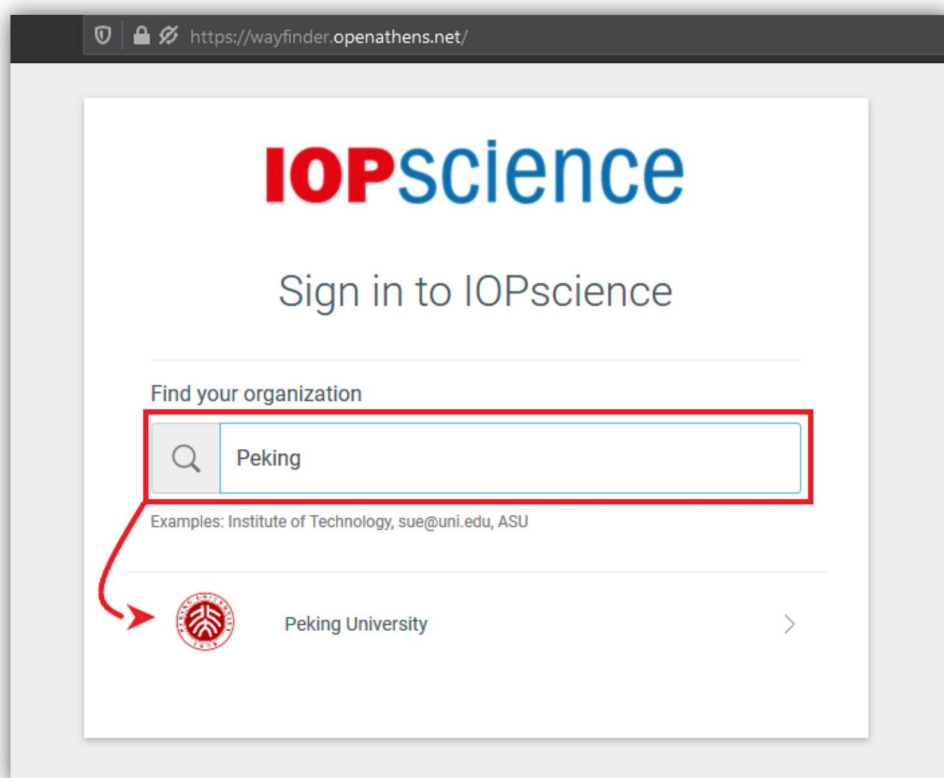 https://wayfinder.openathens.net/
IOPscience
Sign in to IOPscience
Find your organization
Peking
Examples: Institute of Technology, sue@uni.edu, ASU
Peking University